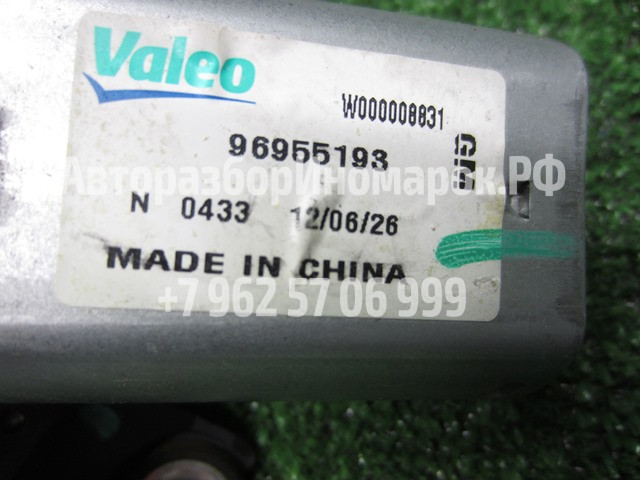 Valeo
W000008831
GM
96955193
АвторазборИномарок.РФ
N 0433 12/06/26
MADE IN CHINA
+7 962 57 06 999